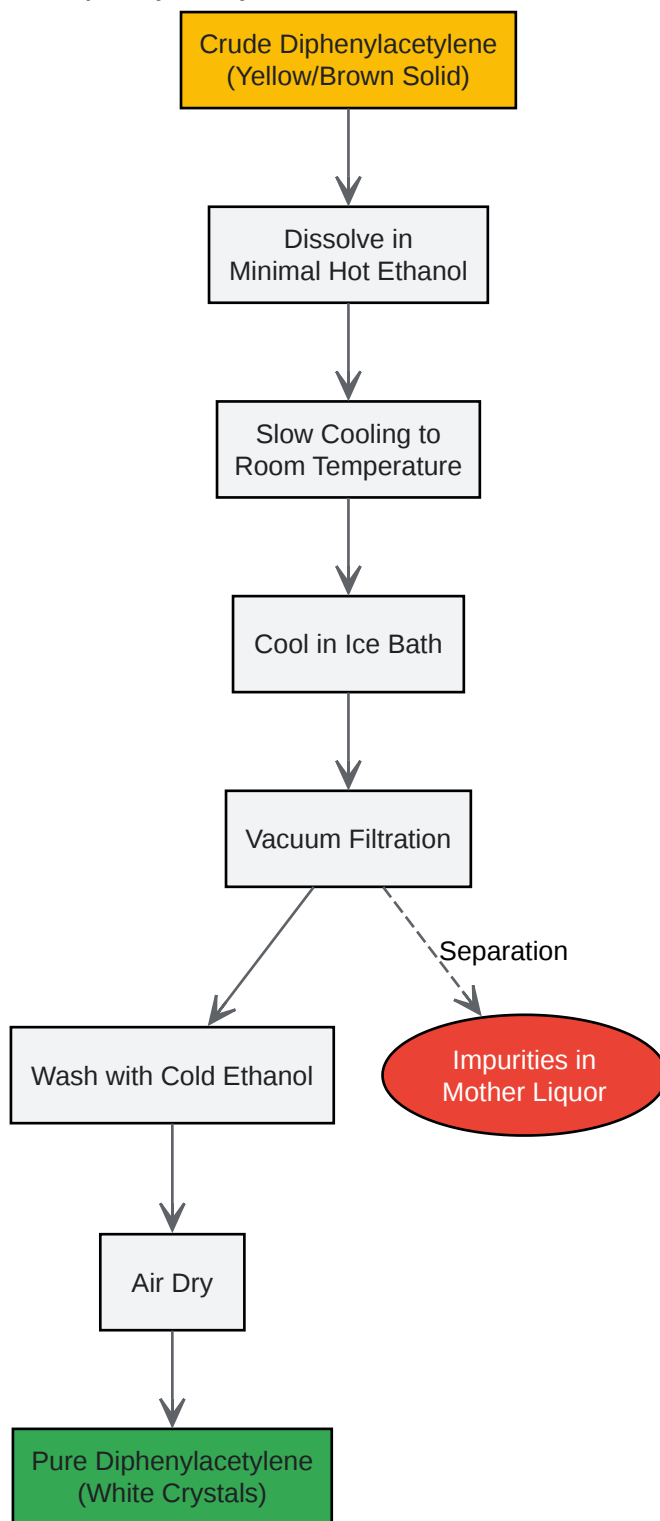 Crude Diphenylacetylene
(Yellow/Brown Solid)
Dissolve in
Minimal Hot Ethanol
Slow Cooling to
Room Temperature
Cool in Ice Bath
Vacuum Filtration
Separation
Wash with Cold Ethanol
Impurities in
Mother Liquor
Air Dry
Pure Diphenylacetylene
(White Crystals)